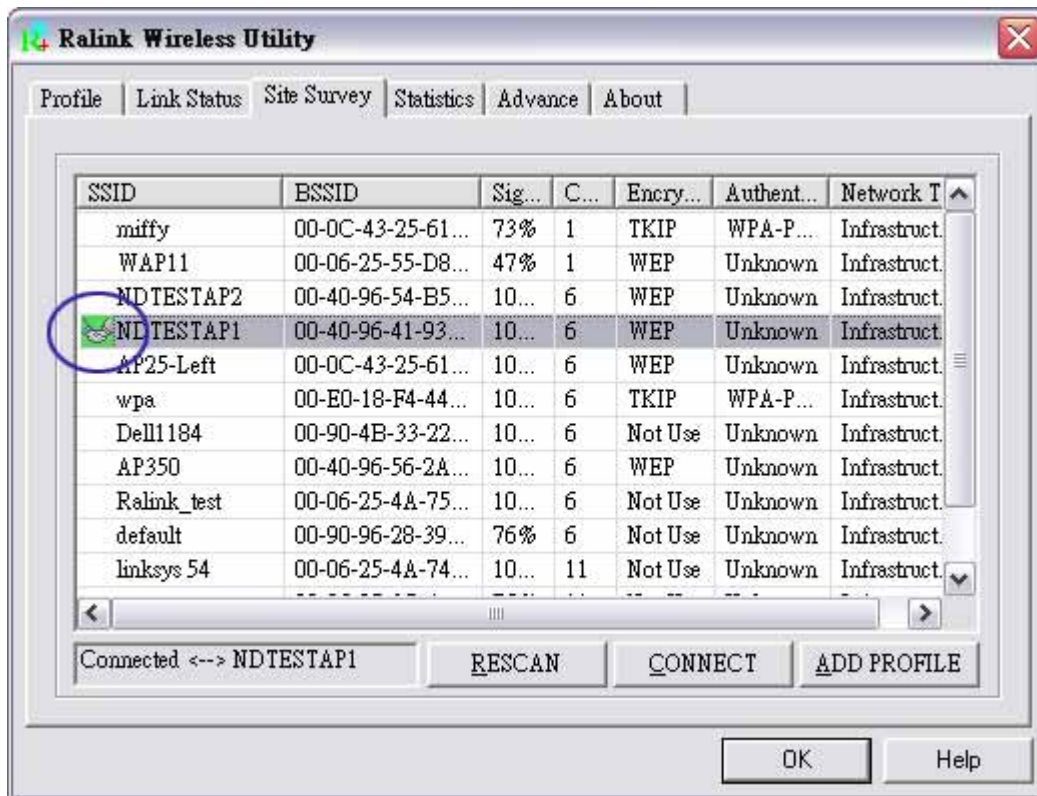 Ralink Wireless Utility
Profile Link Status Site Survey Statistics Advance About
SSID BSSID Sig... C... Encry... Authent... Network T
miffy 00-0C-43-25-61... 73% 1 TKIP WPA-P... Infrastruct.
WAP11 00-06-25-55-D8... 47% 1 WEP Unknown Infrastruct.
NDTESTAP2 00-40-96-54-B5... 10... 6 WEP Unknown Infrastruct.
NDTESTAP1 00-40-96-41-93... 10... 6 WEP Unknown Infrastruct.
AP25-Left 00-0C-43-25-61... 10... 6 WEP Unknown Infrastruct.
wpa 00-E0-18-F4-44... 10... 6 TKIP WPA-P... Infrastruct.
Dell1184 00-90-4B-33-22... 10... 6 Not Use Unknown Infrastruct.
AP350 00-40-96-56-2A... 10... 6 WEP Unknown Infrastruct.
Ralink_test 00-06-25-4A-75... 10... 6 Not Use Unknown Infrastruct.
default 00-90-96-28-39... 76% 6 Not Use Unknown Infrastruct.
linksys 54 00-06-25-4A-74... 10... 11 Not Use Unknown Infrastruct.
Connected <--> NDTESTAP1 RESCAN CONNECT ADD PROFILE
OK Help